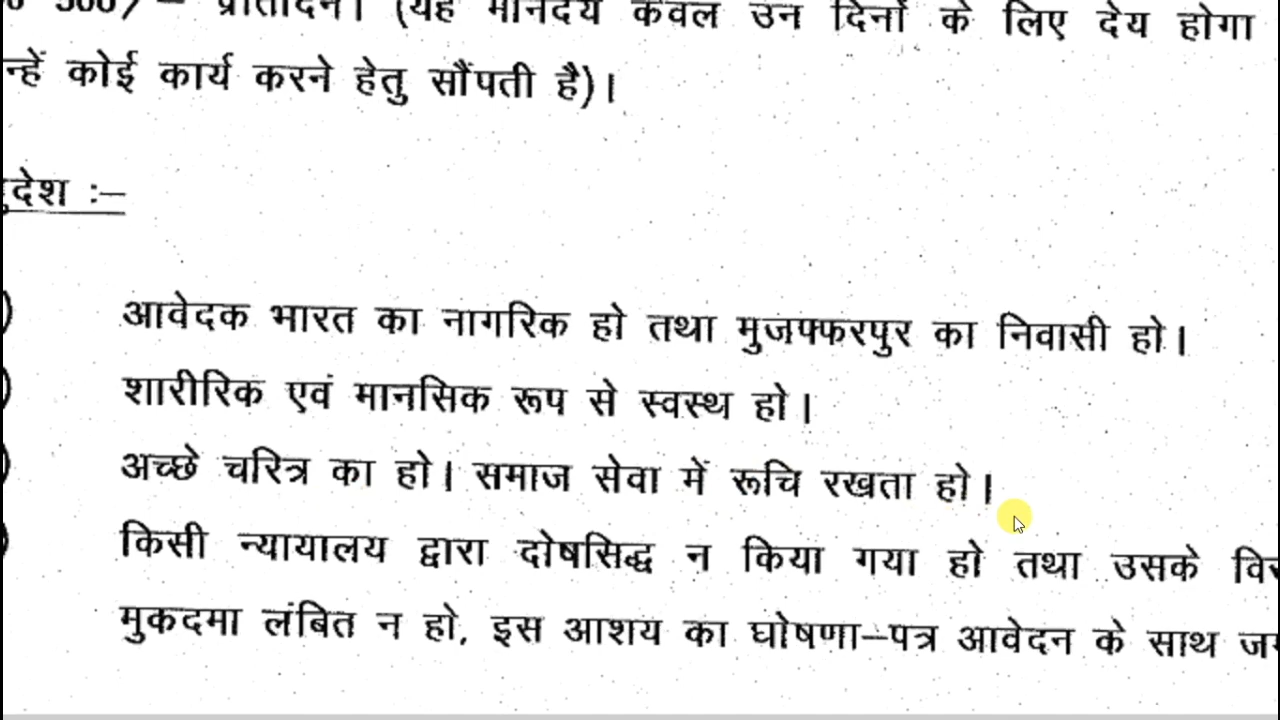 500/– प्रतिदिन। (यह मानदेय केवल उन दिनों के लिए देय होगा
कोई कार्य करने हेतु सौंपती है)।
:–
आवेदक भारत का नागरिक हो तथा मुजफ्फरपुर का निवासी हो।
शारीरिक एवं मानसिक रूप से स्वस्थ हो।
अच्छे चरित्र का हो। समाज सेवा में रूचि रखता हो।
किसी न्यायालय द्वारा दोषसिद्ध न किया गया हो तथा उसके
मुकदमा लंबित न हो, इस आशय का घोषणा–पत्र आवेदन के साथ